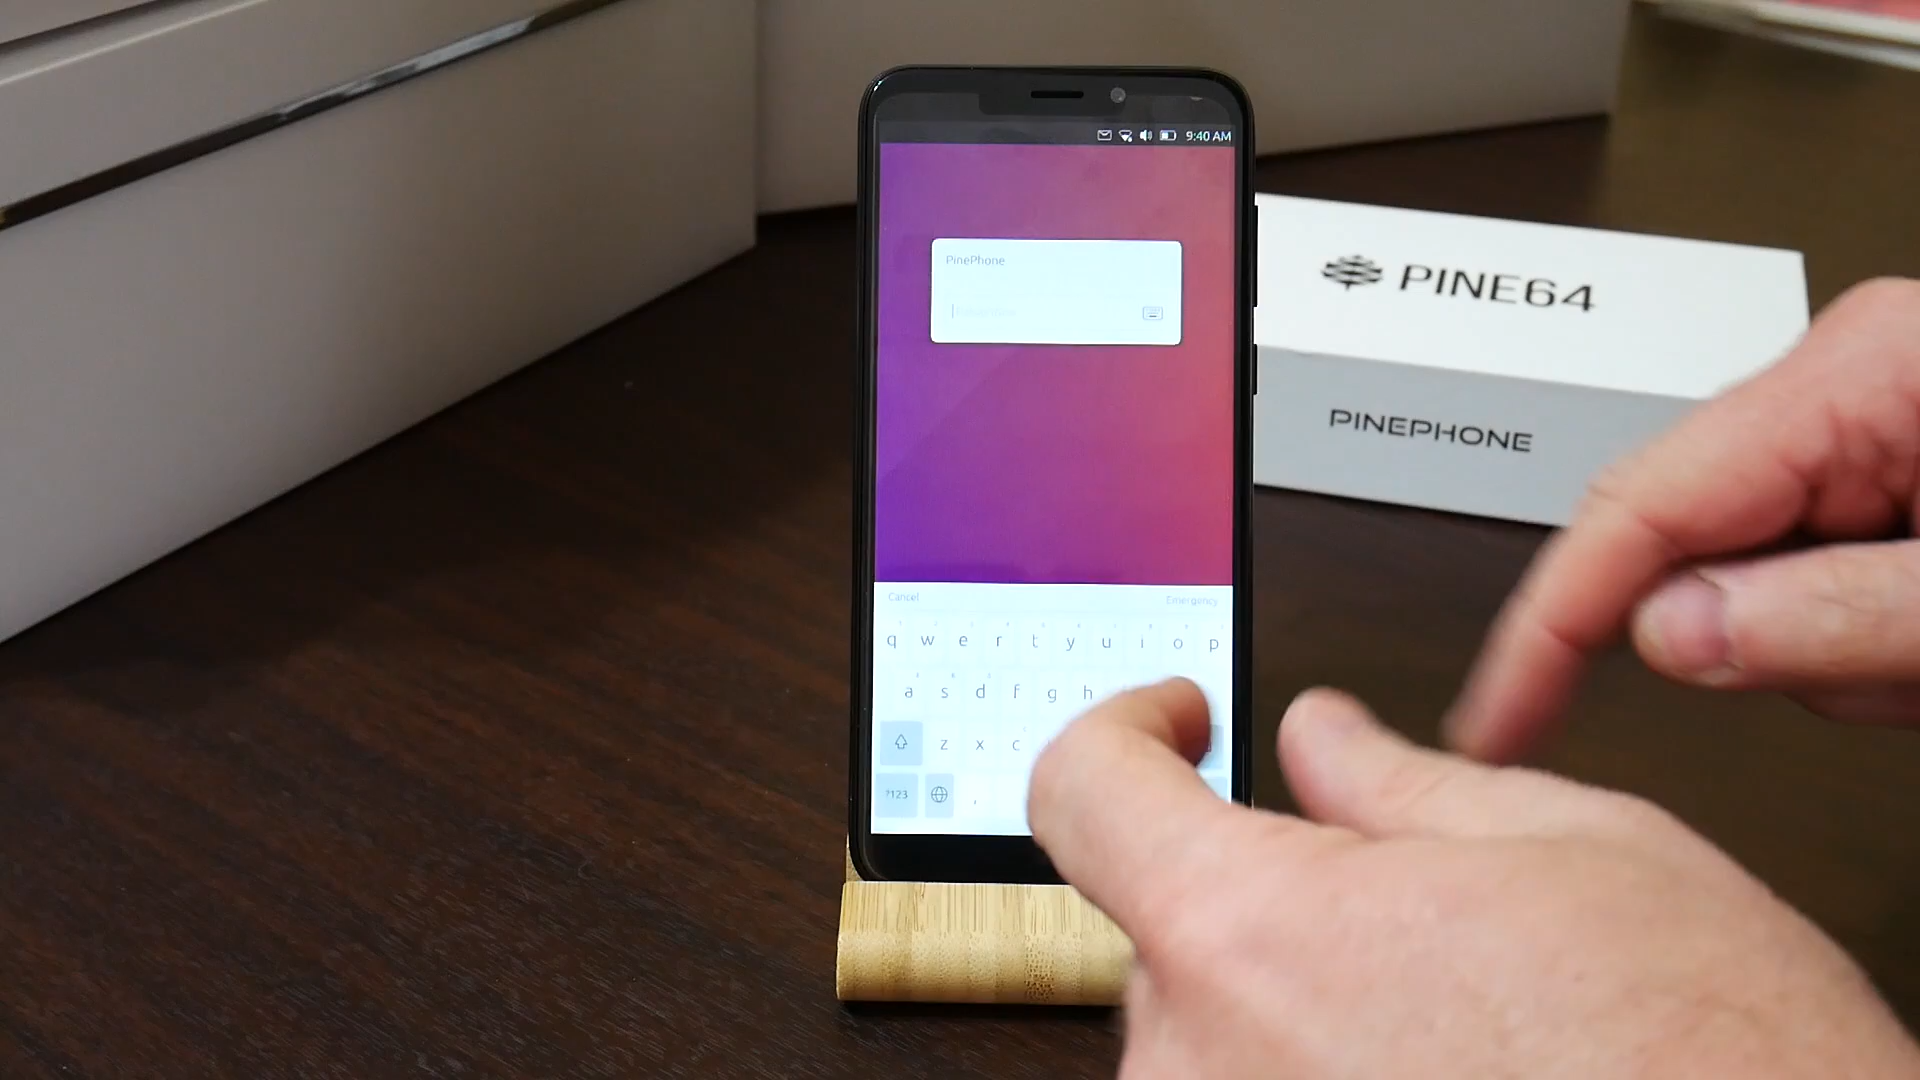 9:40 AM
PinePhone
PINE64
PINEPHONE
Cancel Emergency
q w e r t y u i o p
a s d f g h
z x c
?123 ,